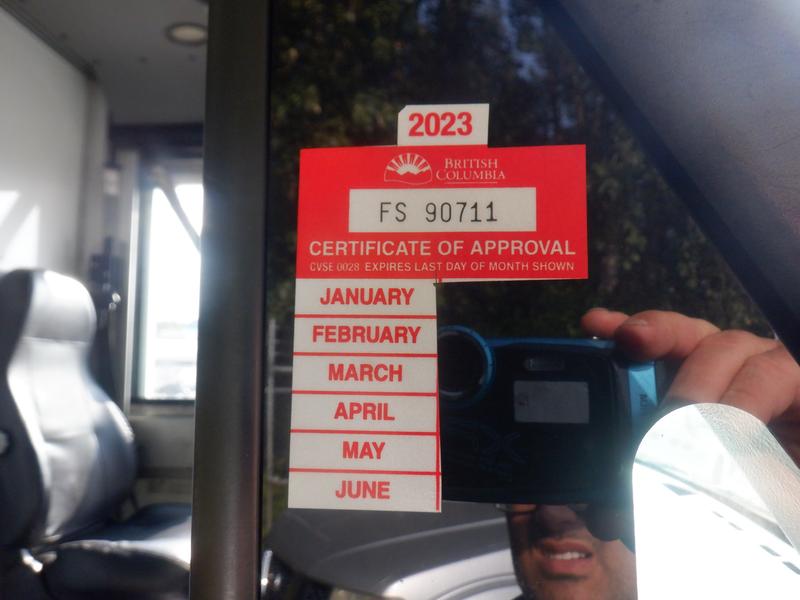 2023
BRITISH
COLUMBIA
FS 90711
CERTIFICATE OF APPROVAL
CVSE 0028 EXPIRES LAST DAY OF MONTH SHOWN
JANUARY
FEBRUARY
MARCH
APRIL
MAY
JUNE